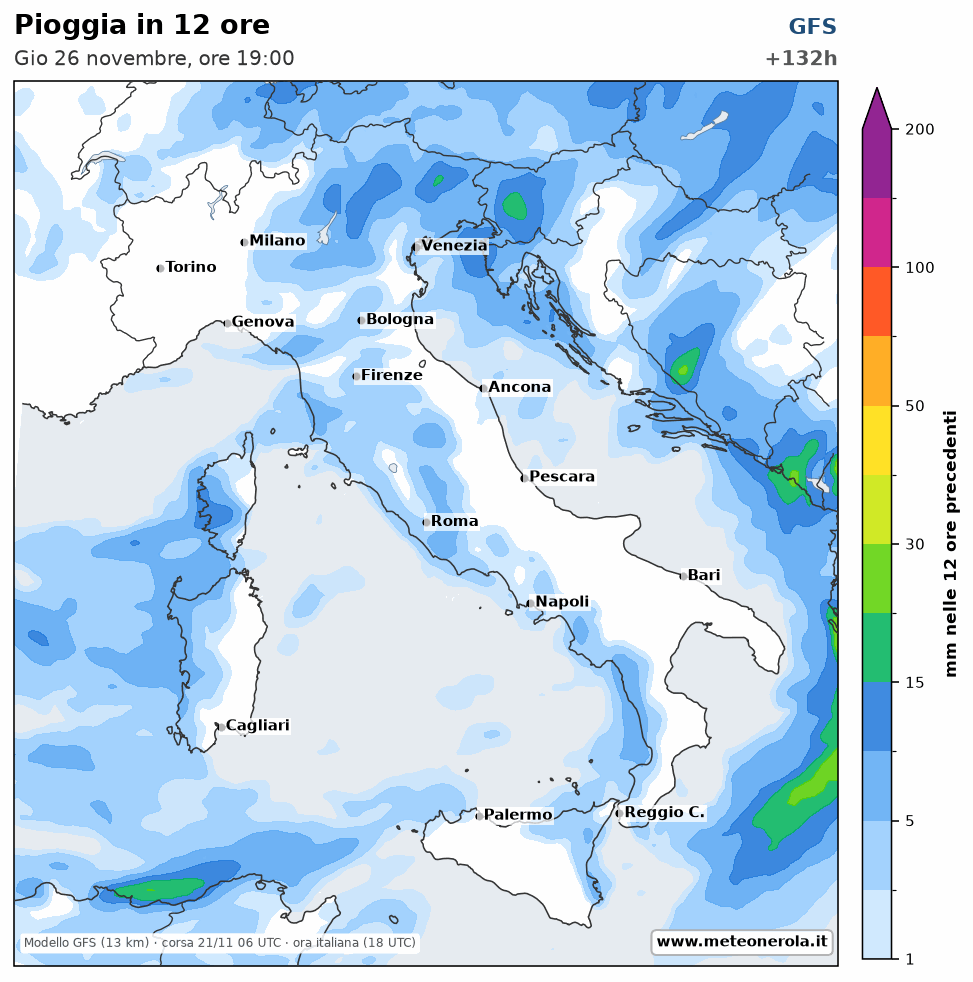 Pioggia in 12 ore
GFS
Gio 26 novembre, ore 19:00
+132h
200
100
50
30
15
5
1
mm nelle 12 ore precedenti
Milano
Venezia
Torino
Genova
Bologna
Firenze
Ancona
Pescara
Roma
Bari
Napoli
Cagliari
Palermo
Reggio C.
Modello GFS (13 km) · corsa 21/11 06 UTC · ora italiana (18 UTC)
www.meteonerola.it